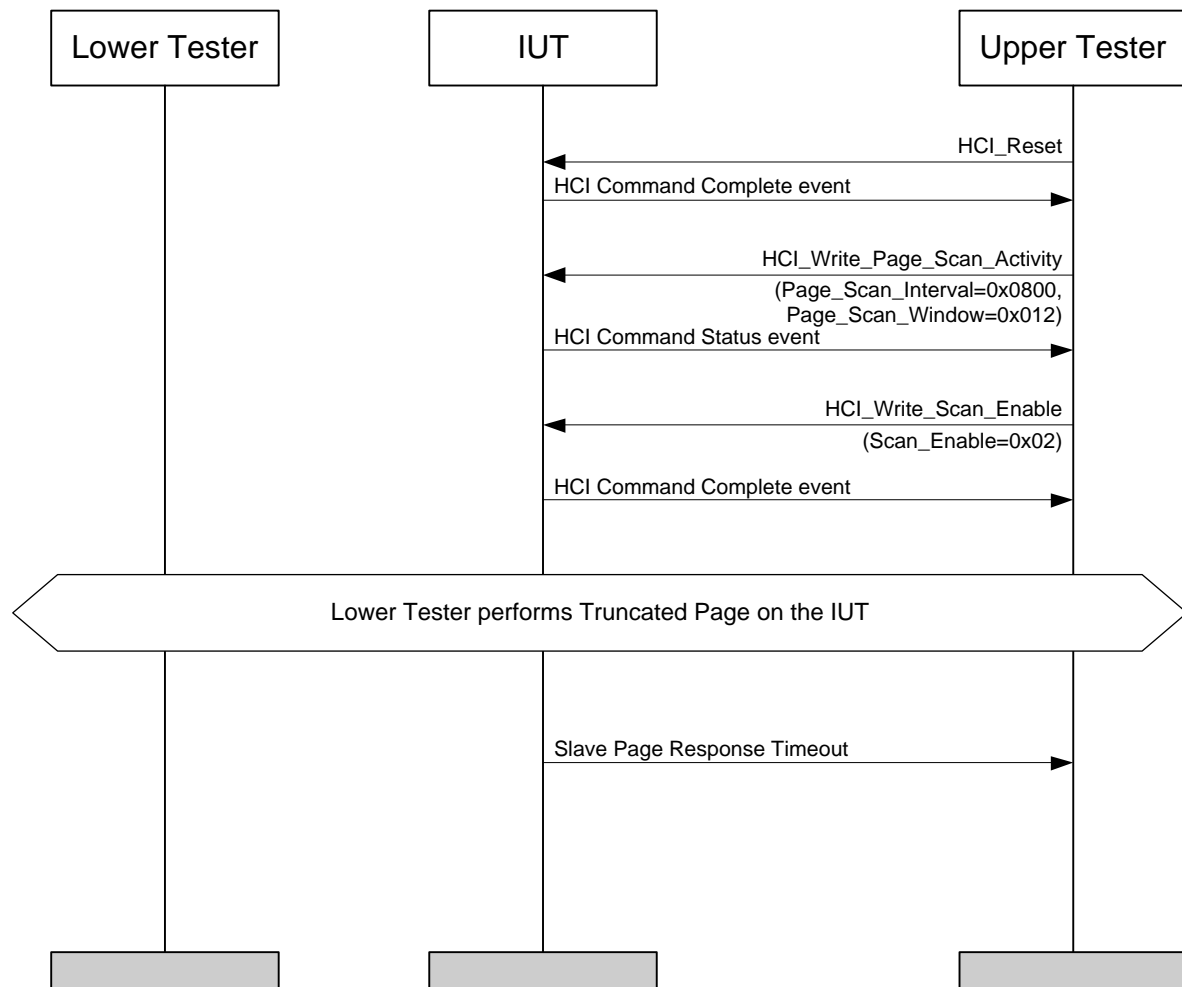 Lower Tester
IUT
Upper Tester
HCI_Reset
HCI Command Complete event
HCI_Write_Page_Scan_Activity
(Page_Scan_Interval=0x0800,
Page_Scan_Window=0x012)
HCI Command Status event
HCI_Write_Scan_Enable
(Scan_Enable=0x02)
HCI Command Complete event
Lower Tester performs Truncated Page on the IUT
Slave Page Response Timeout